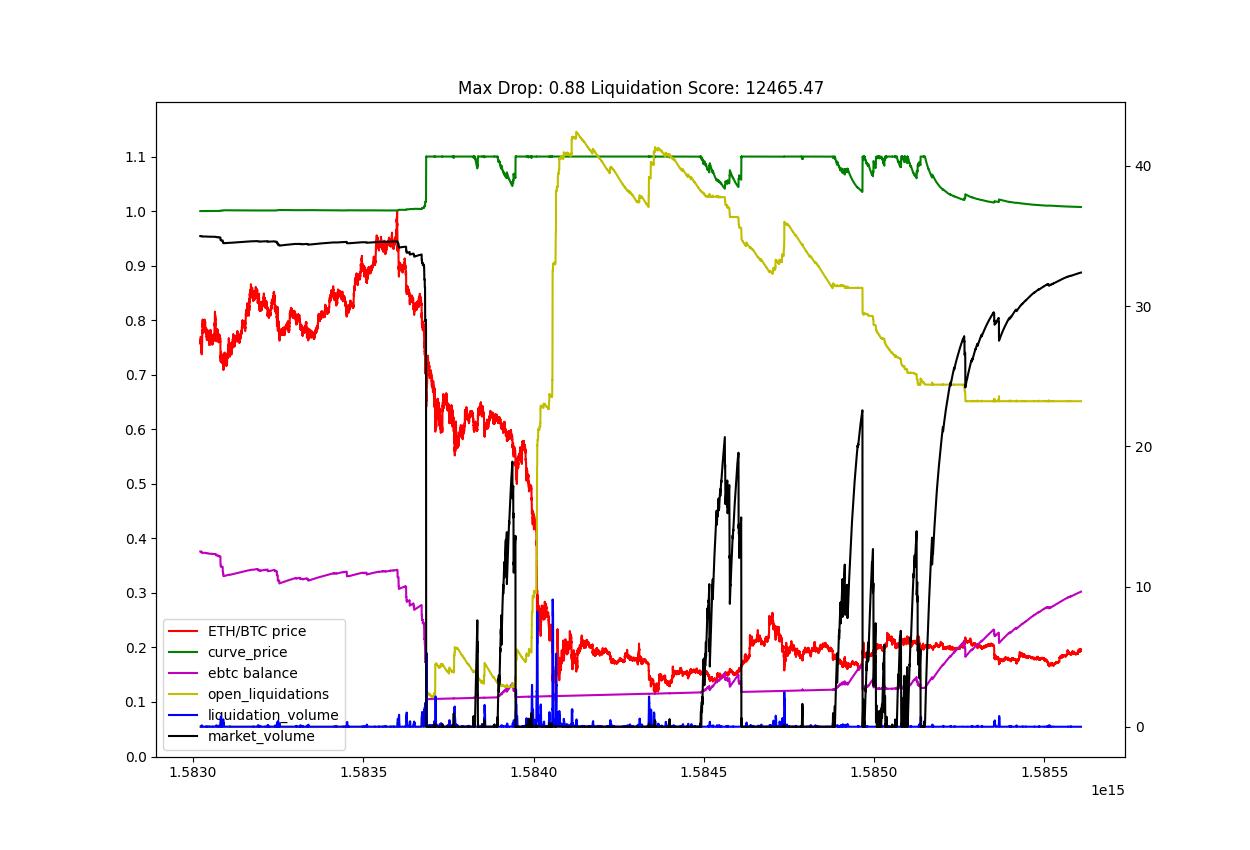 Max Drop: 0.88 Liquidation Score: 12465.47
1.1
1.0
0.9
0.8
0.7
0.6
0.5
0.4
0.3
0.2
0.1
0.0
40
30
20
10
0
ETH/BTC price
curve_price
ebtc balance
open_liquidations
liquidation_volume
market_volume
1.5830 1.5835 1.5840 1.5845 1.5850 1.5855
1e15